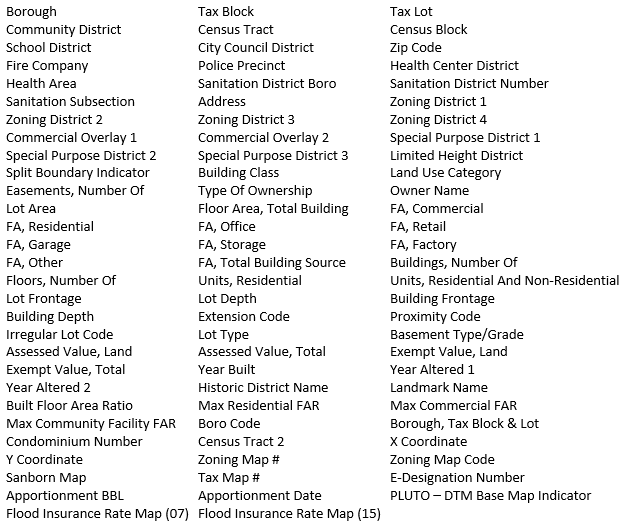 Borough Tax Block Tax Lot
Community District Census Tract Census Block
School District City Council District Zip Code
Fire Company Police Precinct Health Center District
Health Area Sanitation District Boro Sanitation District Number
Sanitation Subsection Address Zoning District 1
Zoning District 2 Zoning District 3 Zoning District 4
Commercial Overlay 1 Commercial Overlay 2 Special Purpose District 1
Special Purpose District 2 Special Purpose District 3 Limited Height District
Split Boundary Indicator Building Class Land Use Category
Easements, Number Of Type Of Ownership Owner Name
Lot Area Floor Area, Total Building FA, Commercial
FA, Residential FA, Office FA, Retail
FA, Garage FA, Storage FA, Factory
FA, Other FA, Total Building Source Buildings, Number Of
Floors, Number Of Units, Residential Units, Residential And Non-Residential
Lot Frontage Lot Depth Building Frontage
Building Depth Extension Code Proximity Code
Irregular Lot Code Lot Type Basement Type/Grade
Assessed Value, Land Assessed Value, Total Exempt Value, Land
Exempt Value, Total Year Built Year Altered 1
Year Altered 2 Historic District Name Landmark Name
Built Floor Area Ratio Max Residential FAR Max Commercial FAR
Max Community Facility FAR Boro Code Borough, Tax Block & Lot
Condominium Number Census Tract 2 X Coordinate
Y Coordinate Zoning Map # Zoning Map Code
Sanborn Map Tax Map # E-Designation Number
Apportionment BBL Apportionment Date PLUTO – DTM Base Map Indicator
Flood Insurance Rate Map (07) Flood Insurance Rate Map (15)